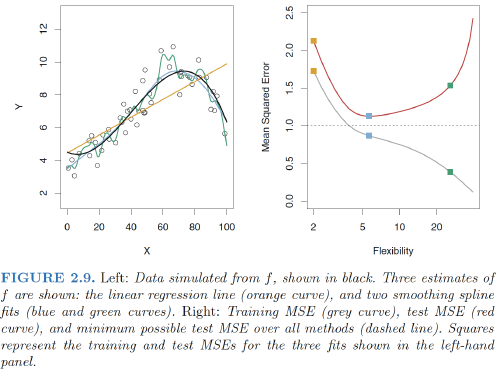 12
10
8
6
4
2
Y
0 20 40 60 80 100
X
2.5
2.0
1.5
1.0
0.5
0.0
Mean Squared Error
2 5 10 20
Flexibility
FIGURE 2.9. Left: Data simulated from f, shown in black. Three estimates of
f are shown: the linear regression line (orange curve), and two smoothing spline
fits (blue and green curves). Right: Training MSE (grey curve), test MSE (red
curve), and minimum possible test MSE over all methods (dashed line). Squares
represent the training and test MSEs for the three fits shown in the left-hand
panel.